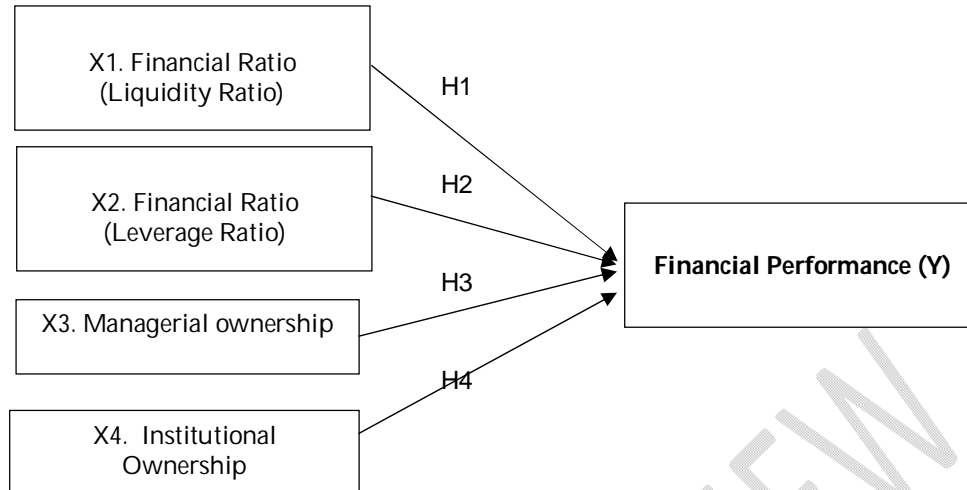 X1. Financial Ratio
(Liquidity Ratio)
H1
X2. Financial Ratio
(Leverage Ratio)
H2
Financial Performance (Y)
X3. Managerial ownership
H3
H4
X4. Institutional
Ownership
EW